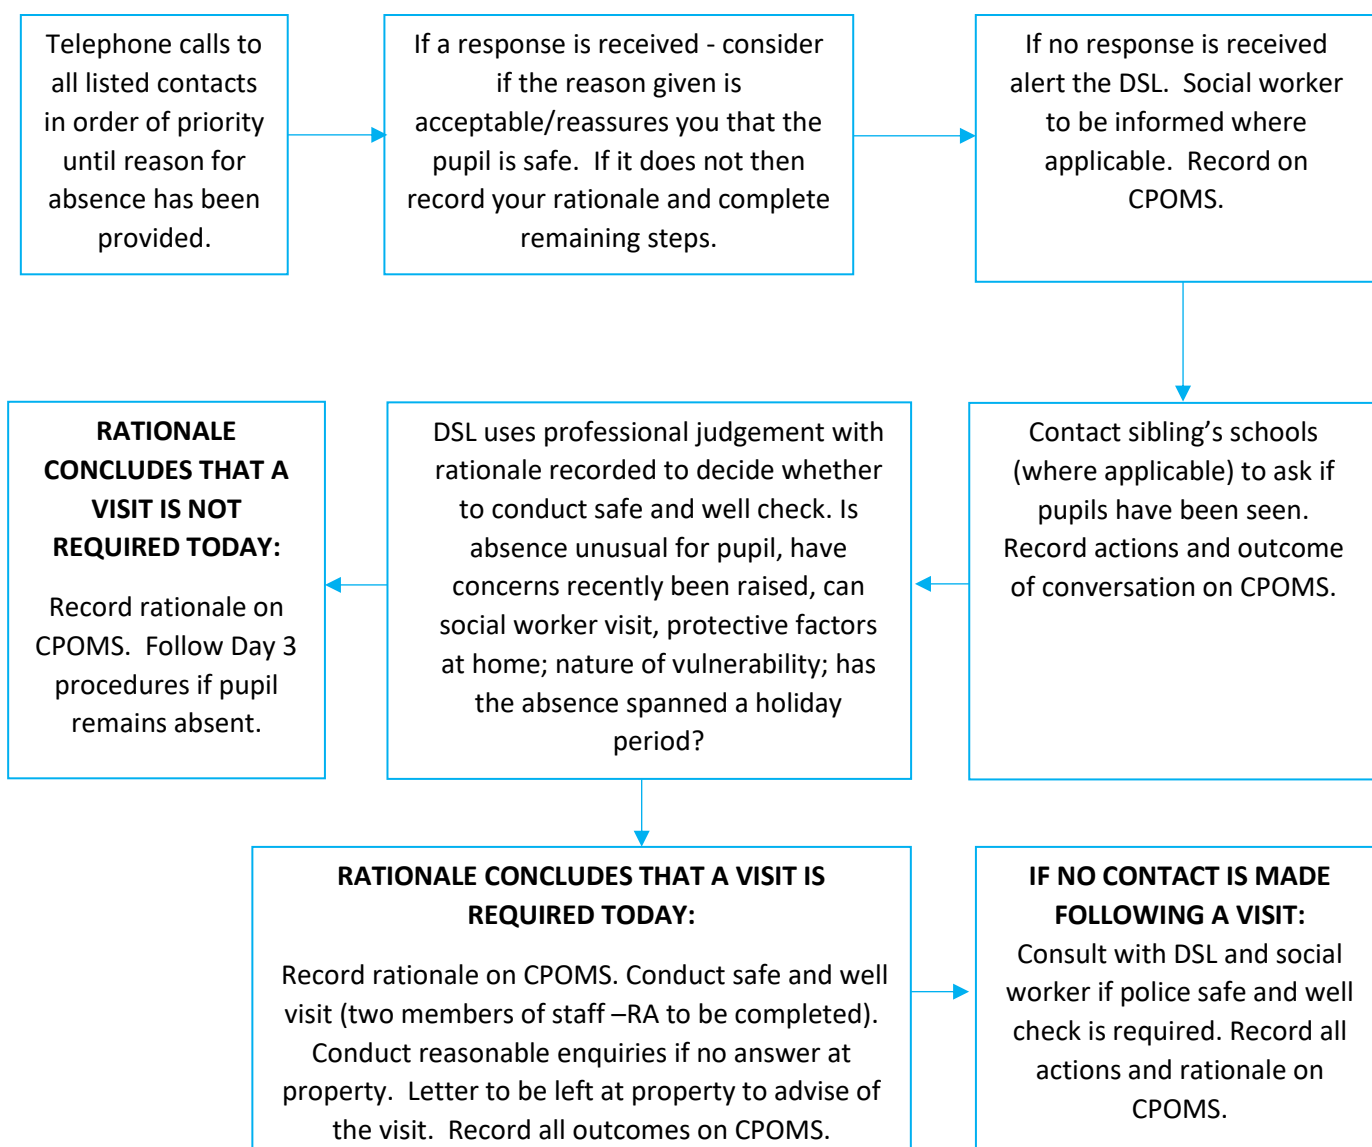 Telephone calls to
all listed contacts
in order of priority
until reason for
absence has been
provided.
If a response is received - consider
if the reason given is
acceptable/reassures you that the
pupil is safe.  If it does not then
record your rationale and complete
remaining steps.
If no response is received
alert the DSL.  Social worker
to be informed where
applicable.  Record on
CPOMS.
Contact sibling’s schools
(where applicable) to ask if
pupils have been seen.
Record actions and outcome
of conversation on CPOMS.
DSL uses professional judgement with
rationale recorded to decide whether
to conduct safe and well check. Is
absence unusual for pupil, have
concerns recently been raised, can
social worker visit, protective factors
at home; nature of vulnerability; has
the absence spanned a holiday
period?
RATIONALE
CONCLUDES THAT A
VISIT IS NOT
REQUIRED TODAY:
Record rationale on
CPOMS.  Follow Day 3
procedures if pupil
remains absent.
RATIONALE CONCLUDES THAT A VISIT IS
REQUIRED TODAY:
Record rationale on CPOMS. Conduct safe and well
visit (two members of staff –RA to be completed).
Conduct reasonable enquiries if no answer at
property.  Letter to be left at property to advise of
the visit.  Record all outcomes on CPOMS.
IF NO CONTACT IS MADE
FOLLOWING A VISIT:
Consult with DSL and social
worker if police safe and well
check is required. Record all
actions and rationale on
CPOMS.